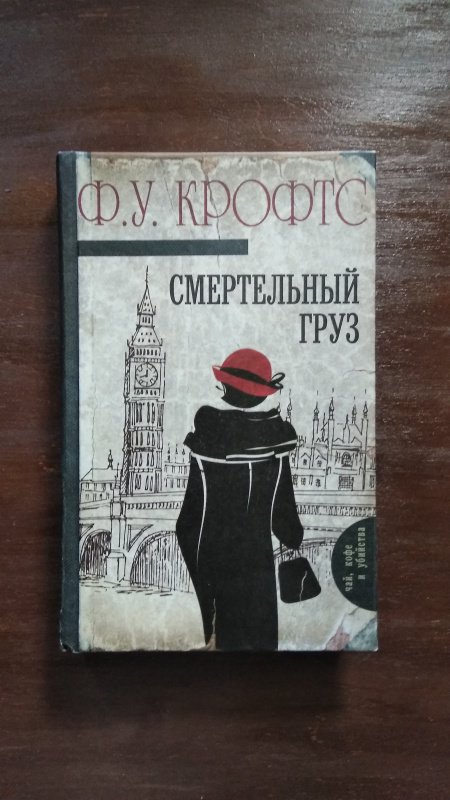 Ф.У. КРОФТС
СМЕРТЕЛЬНЫЙ
ГРУЗ
чай, кофе
и убийства